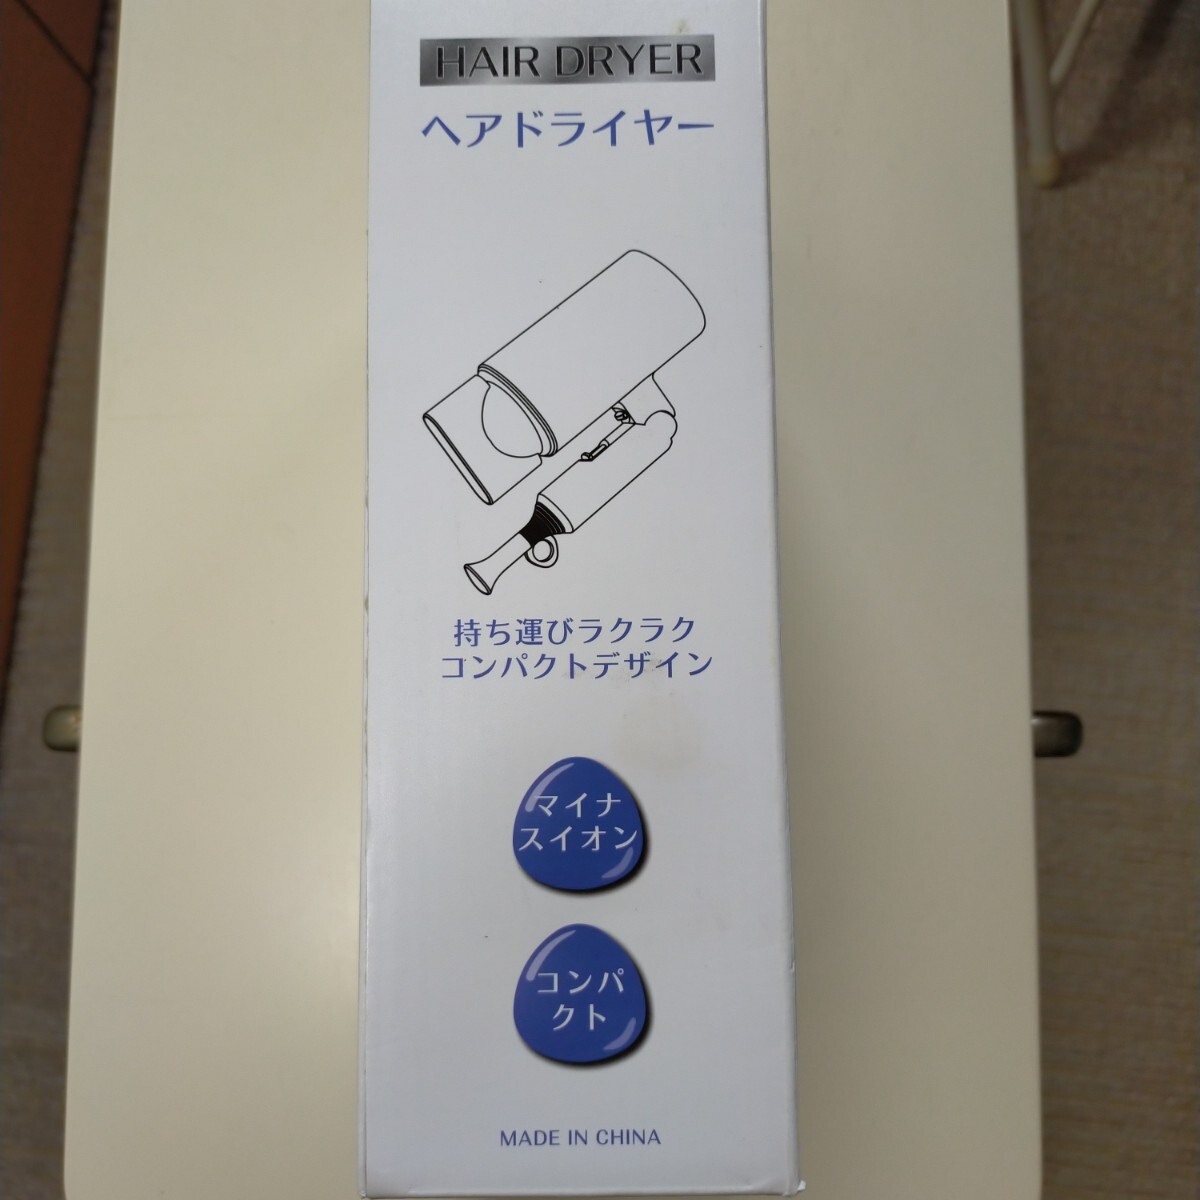 HAIR DRYER
ヘアドライヤー
持ち運びラクラク
コンパクトデザイン
マイナ
スイオン
コンパ
クト
MADE IN CHINA